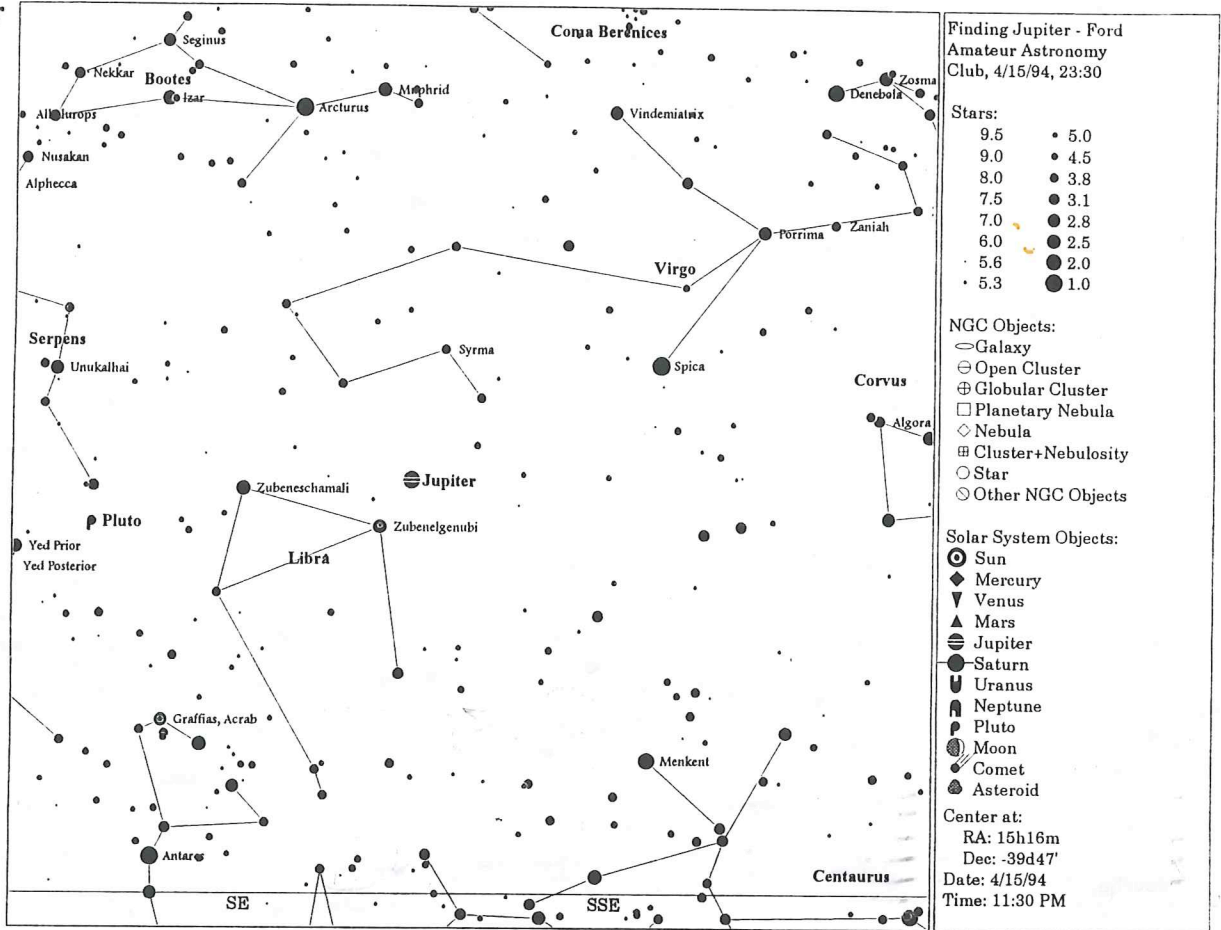 Coma Berenices
Seginus
Nekkar
Bootes
Izar
Arcturus
Muphrid
Vindemiatrix
Denebola
Zosma
Nusakan
Alphecca
Porrima
Zaniah
Virgo
Serpens
Unukalhai
Syrma
Spica
Corvus
Algora
Zubeneschamali
Jupiter
Pluto
Zubenelgenubi
Yed Prior
Yed Posterior
Libra
Graffias, Acrab
Menkent
Antares
Centaurus
SE
SSE
Finding Jupiter - Ford
Amateur Astronomy
Club, 4/15/94, 23:30
Stars:
9.5 5.0
9.0 4.5
8.0 3.8
7.5 3.1
7.0 2.8
6.0 2.5
5.6 2.0
5.3 1.0
NGC Objects:
Galaxy
Open Cluster
Globular Cluster
Planetary Nebula
Nebula
Cluster+Nebulosity
Star
Other NGC Objects
Solar System Objects:
Sun
Mercury
Venus
Mars
Jupiter
Saturn
Uranus
Neptune
Pluto
Moon
Comet
Asteroid
Center at:
RA: 15h16m
Dec: -39d47'
Date: 4/15/94
Time: 11:30 PM